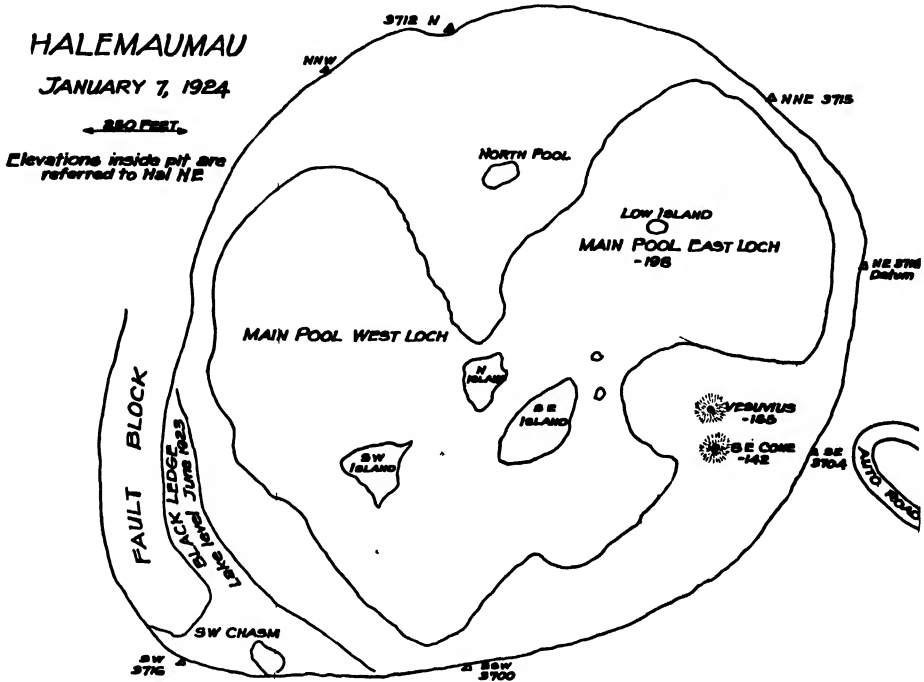 HALEMAUMAU
JANUARY 7, 1924
250 FEET
Elevations inside pit are
referred to Hal NE
3712 N
NNW
NNE 3715
NORTH POOL
LOW ISLAND
MAIN POOL EAST LOCH
-196
NE
Datum
MAIN POOL WEST LOCH
N
ISLAND
SE
ISLAND
SW
ISLAND
VESUVIUS
SE CONE
-142
SE
3704
AUTO ROAD
FAULT BLOCK
BLACK LEDGE
Lake level June 1923
SW CHASM
SW
3716
SSW
3700